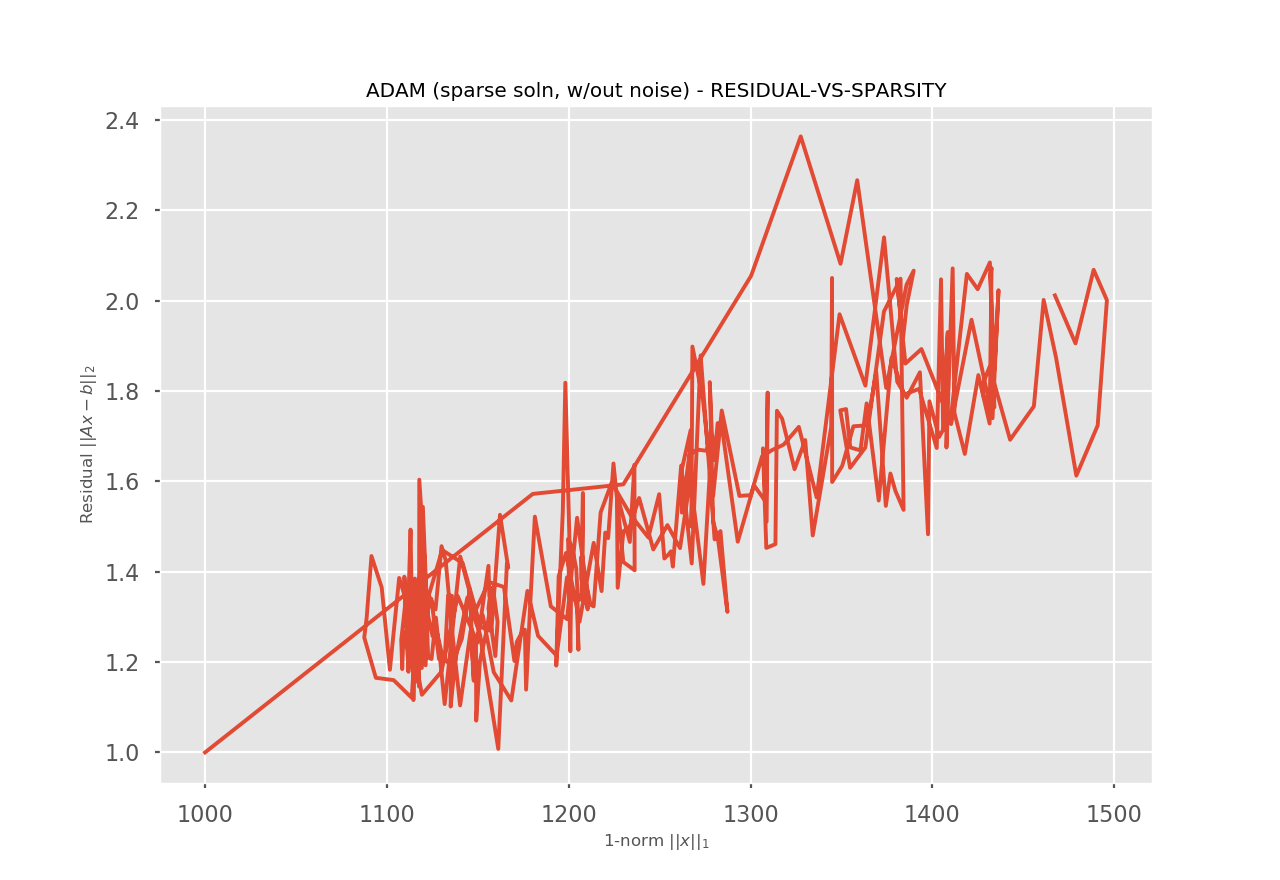 ADAM (sparse soln, w/out noise) - RESIDUAL-VS-SPARSITY
2.4
2.2
2.0
1.8
1.6
1.4
1.2
1.0
Residual ||Ax − b||₂
1000 1100 1200 1300 1400 1500
1-norm ||x||₁